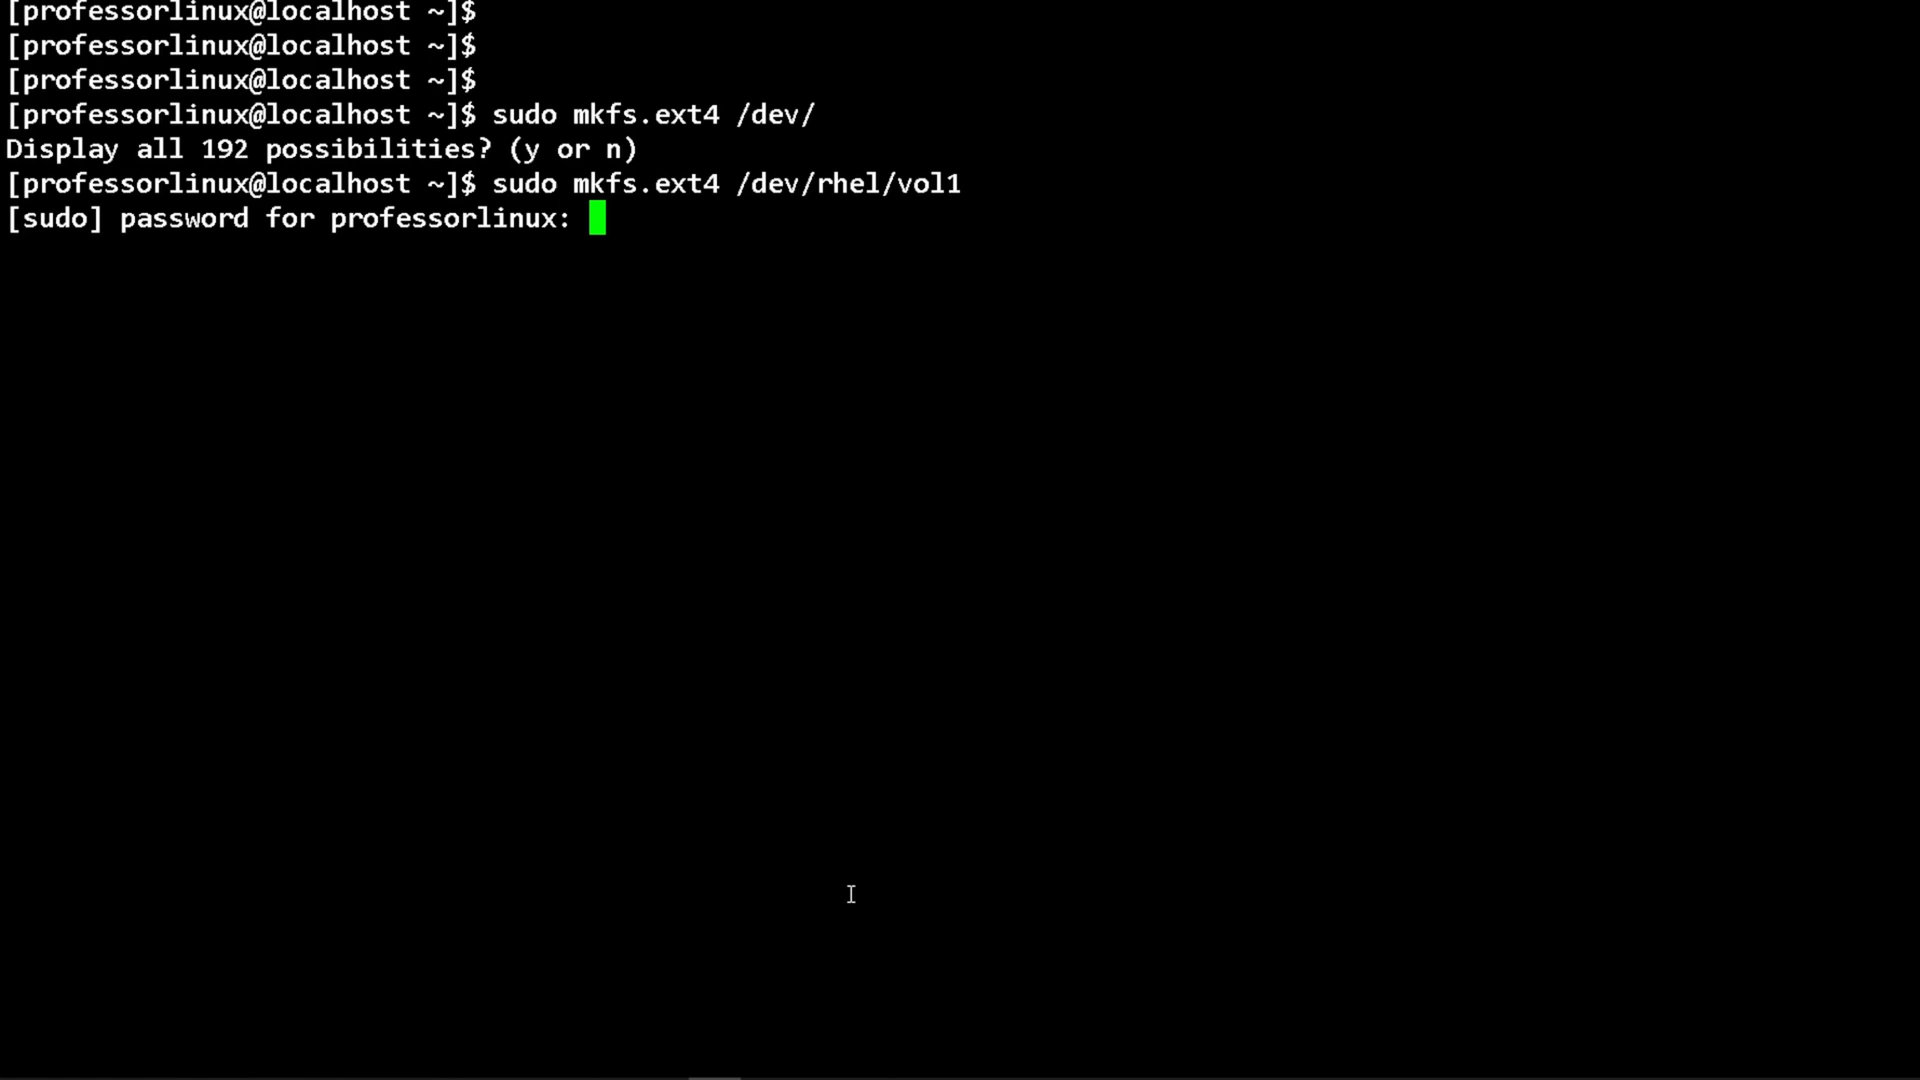 [professorlinux@localhost ~]$
[professorlinux@localhost ~]$
[professorlinux@localhost ~]$
[professorlinux@localhost ~]$ sudo mkfs.ext4 /dev/
Display all 192 possibilities? (y or n)
[professorlinux@localhost ~]$ sudo mkfs.ext4 /dev/rhel/vol1
[sudo] password for professorlinux: